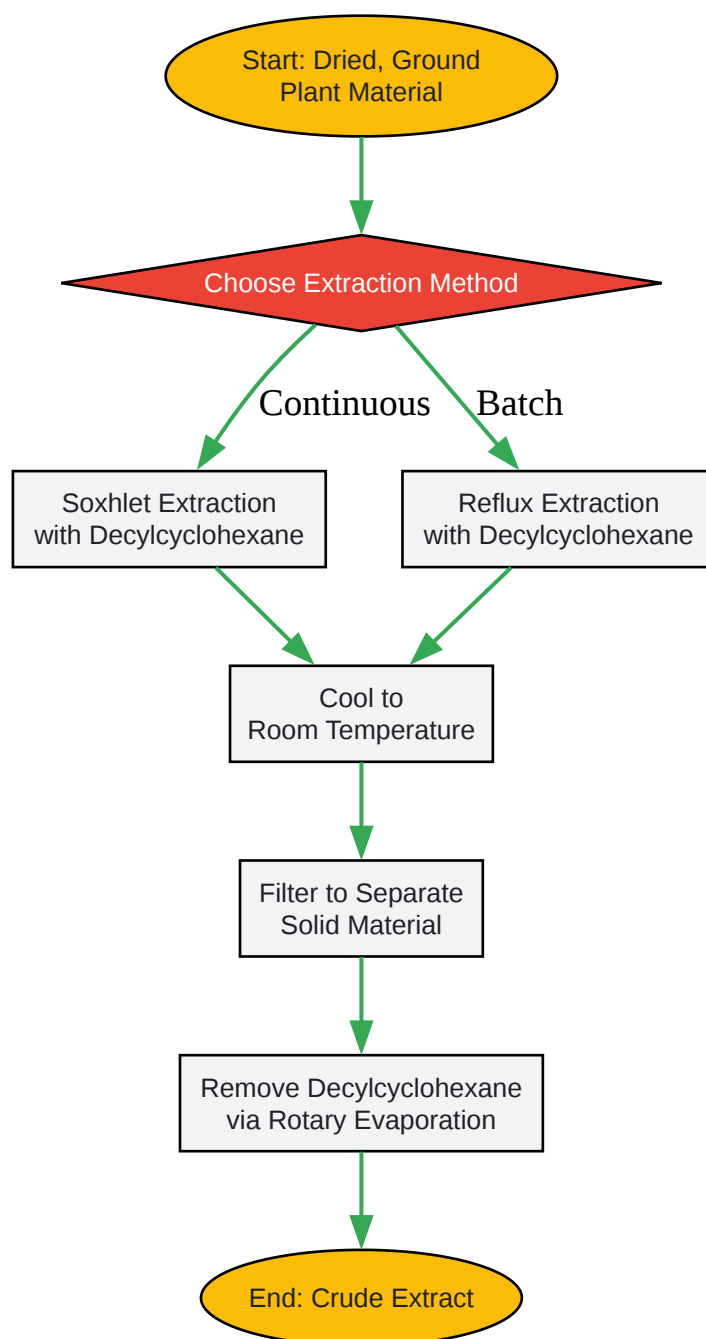 Start: Dried, Ground
Plant Material
Choose Extraction Method
Continuous
Batch
Soxhlet Extraction
with Decylcyclohexane
Reflux Extraction
with Decylcyclohexane
Cool to
Room Temperature
Filter to Separate
Solid Material
Remove Decylcyclohexane
via Rotary Evaporation
End: Crude Extract